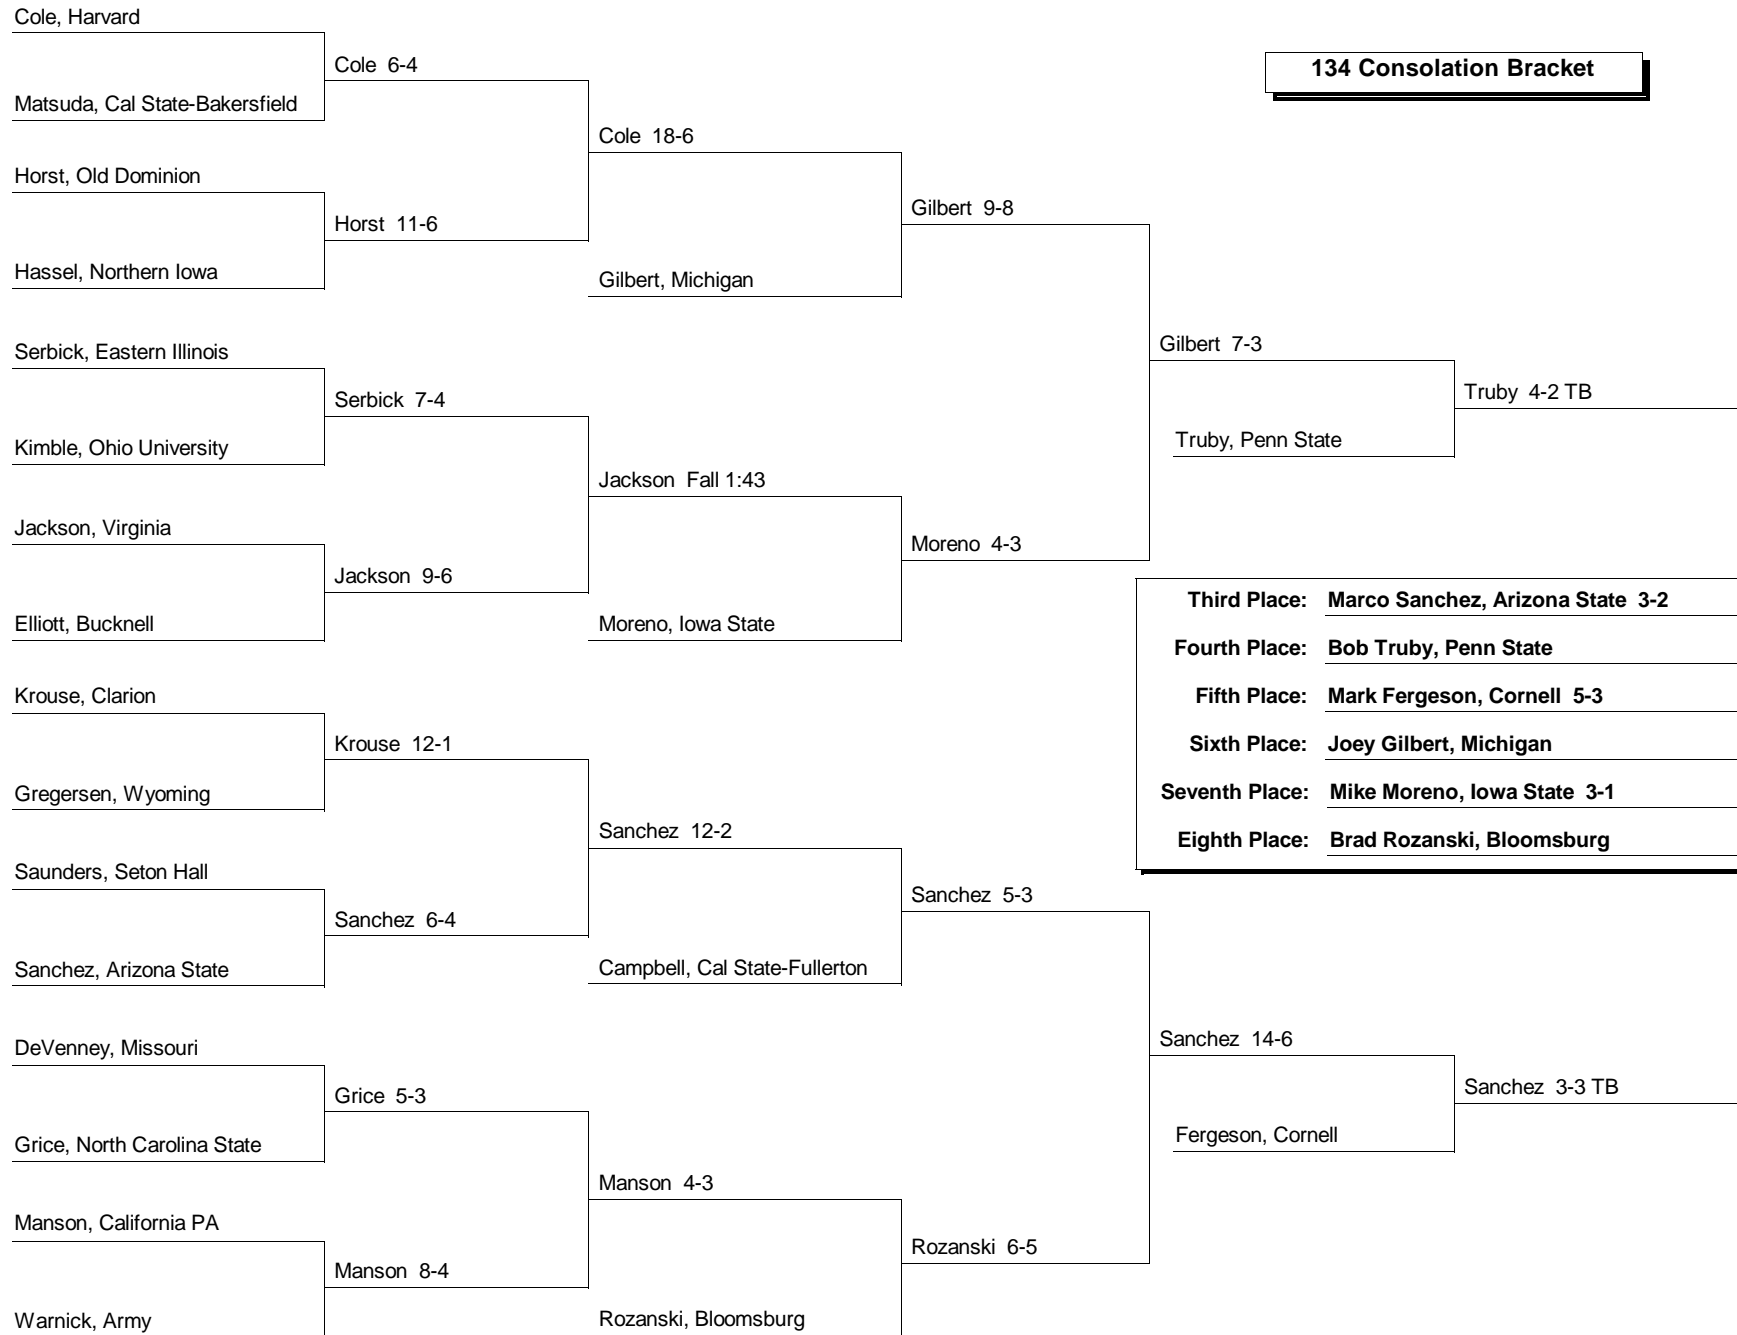 Cole, Harvard
Cole  6-4
134 Consolation Bracket
Matsuda, Cal State-Bakersfield
Cole  18-6
Horst, Old Dominion
Horst  11-6
Gilbert  9-8
Hassel, Northern Iowa
Gilbert, Michigan
Serbick, Eastern Illinois
Gilbert  7-3
Serbick  7-4
Truby  4-2 TB
Kimble, Ohio University
Truby, Penn State
Jackson  Fall 1:43
Jackson, Virginia
Moreno  4-3
Jackson  9-6
Elliott, Bucknell
Moreno, Iowa State
Third Place: Marco Sanchez, Arizona State  3-2
Fourth Place: Bob Truby, Penn State
Fifth Place: Mark Fergeson, Cornell  5-3
Sixth Place: Joey Gilbert, Michigan
Seventh Place: Mike Moreno, Iowa State  3-1
Eighth Place: Brad Rozanski, Bloomsburg
Krouse, Clarion
Krouse  12-1
Gregersen, Wyoming
Sanchez  12-2
Saunders, Seton Hall
Sanchez  5-3
Sanchez  6-4
Sanchez, Arizona State
Campbell, Cal State-Fullerton
DeVenney, Missouri
Sanchez  14-6
Grice  5-3
Sanchez  3-3 TB
Grice, North Carolina State
Fergeson, Cornell
Manson  4-3
Manson, California PA
Rozanski  6-5
Manson  8-4
Warnick, Army
Rozanski, Bloomsburg